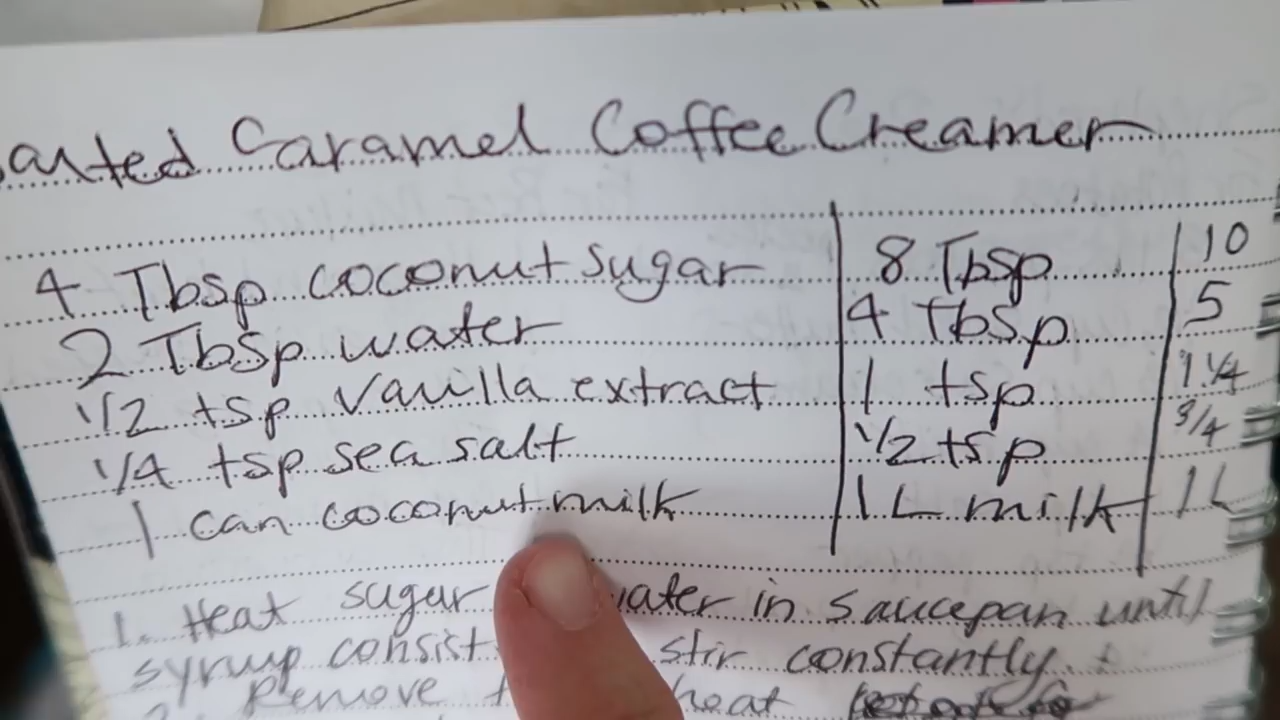 Salted Caramel Coffee Creamer
4 Tbsp coconut sugar 8 Tbsp 10
2 Tbsp water 4 Tbsp 5
1/2 tsp vanilla extract 1 tsp 1 1/4
1/4 tsp sea salt 1/2 tsp 3/4
1 can coconut milk 1 L milk 1 L
1. Heat sugar water in saucepan until
syrup consist stir constantly.
Remove heat